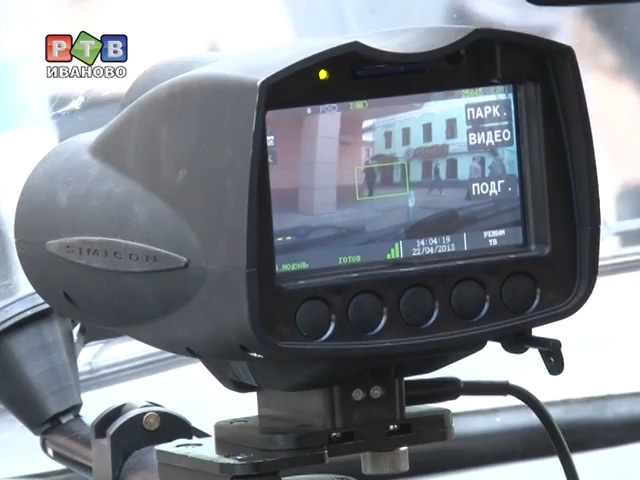 РТВ
ИВАНОВО
ПАРК.
ВИДЕО
ПОДГ.
SIMICON
ГОТОВ
14:04:19
22/04/2013
РЕЖИМ
ТВ